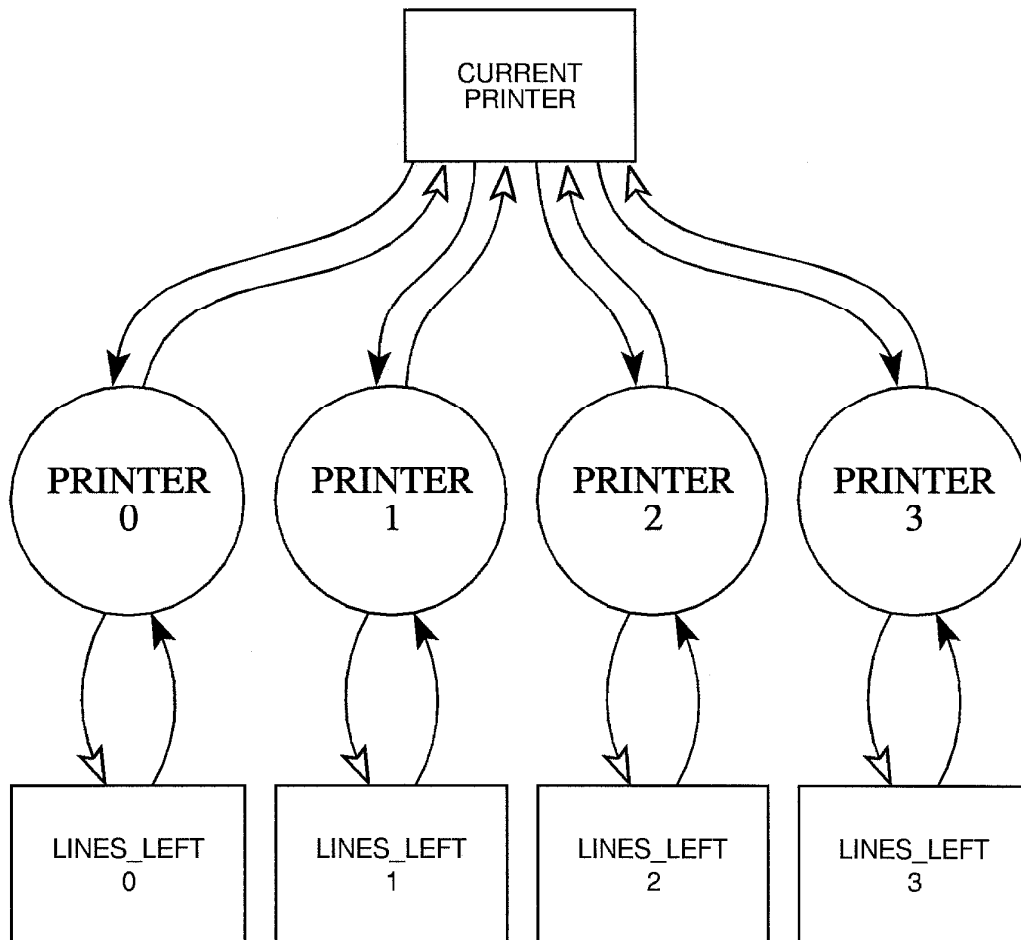 CURRENT
PRINTER
PRINTER
0
PRINTER
1
PRINTER
2
PRINTER
3
LINES_LEFT
0
LINES_LEFT
1
LINES_LEFT
2
LINES_LEFT
3